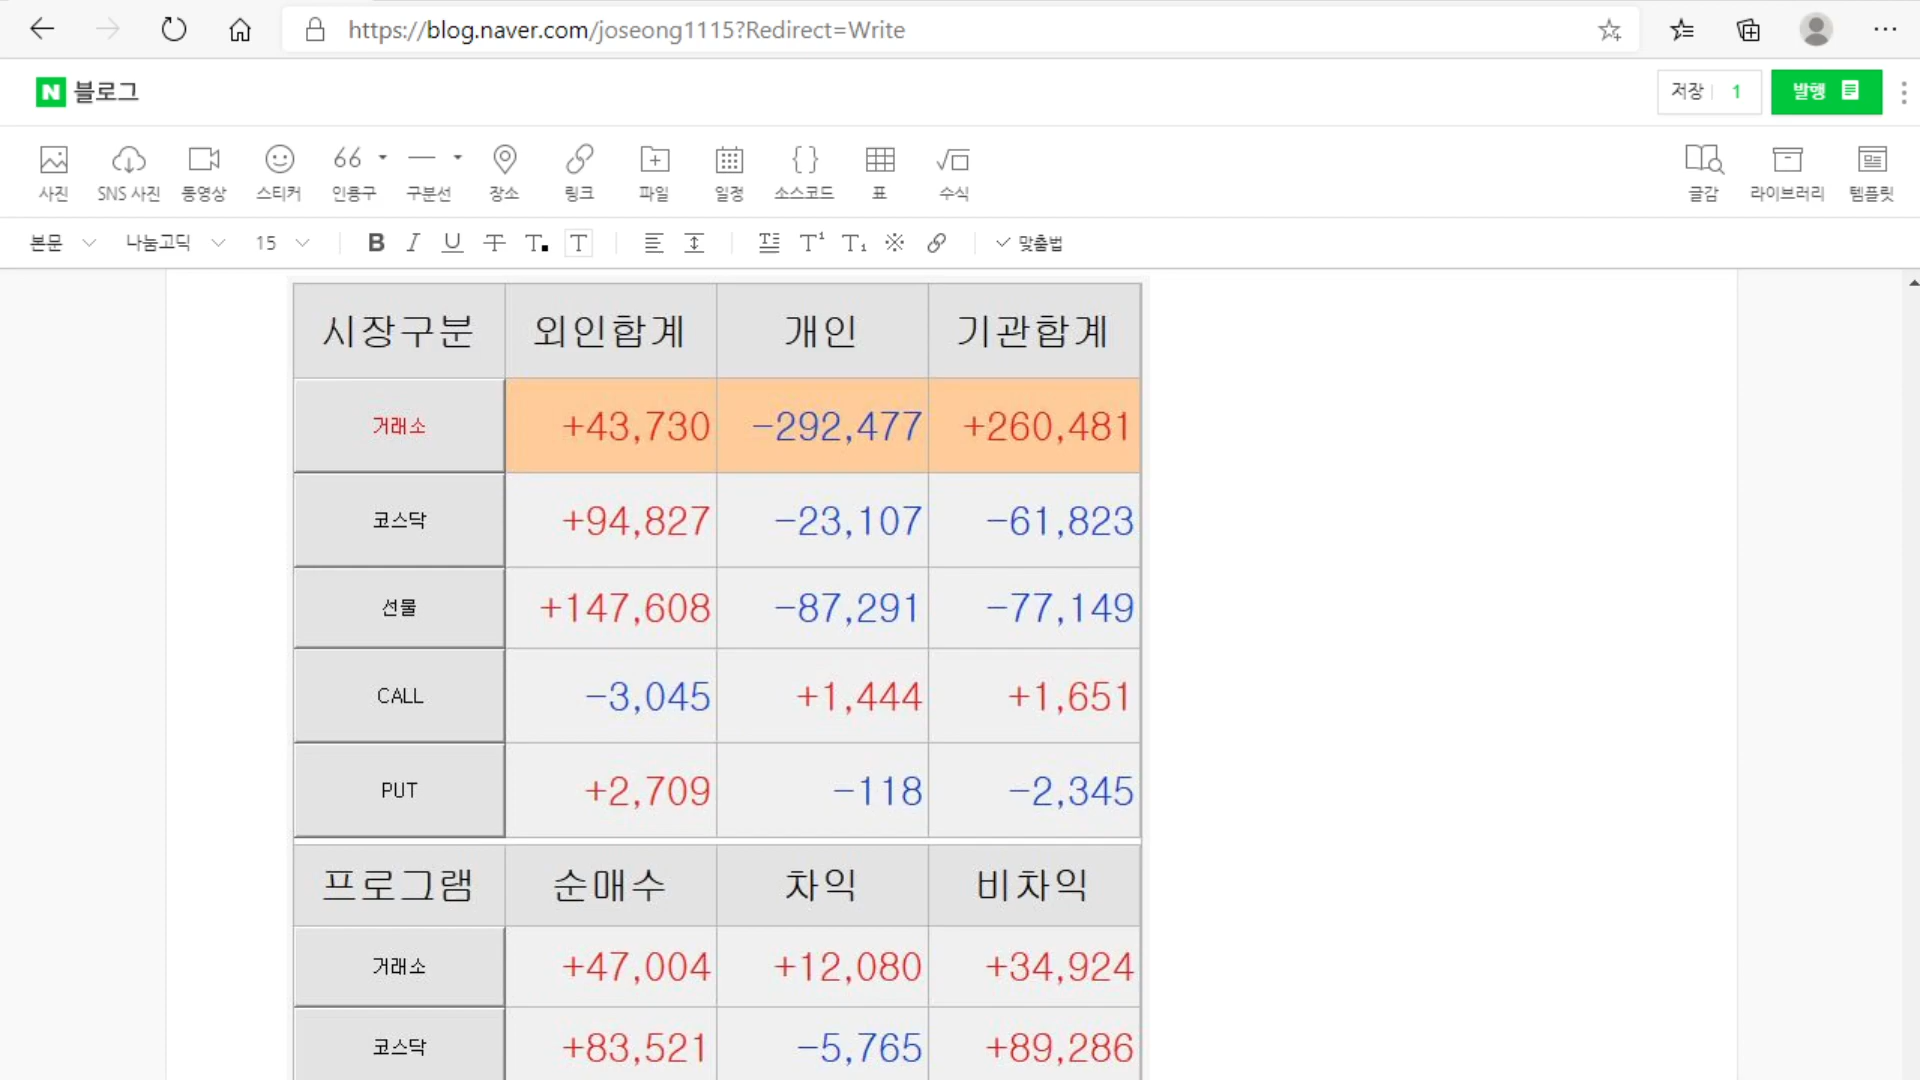 https://blog.naver.com/joseong1115?Redirect=Write
N 블로그
저장 1 발행
사진 SNS 사진 동영상 스티커 66 인용구 구분선 장소 링크 파일 일정 {} 소스코드 표 √ 수식 글감 라이브러리 템플릿
본문 나눔고딕 15 B I U T T. T T¹ T₁ ※ 맞춤법
시장구분 외인합계 개인 기관합계
거래소 +43,730 -292,477 +260,481
코스닥 +94,827 -23,107 -61,823
선물 +147,608 -87,291 -77,149
CALL -3,045 +1,444 +1,651
PUT +2,709 -118 -2,345
프로그램 순매수 차익 비차익
거래소 +47,004 +12,080 +34,924
코스닥 +83,521 -5,765 +89,286